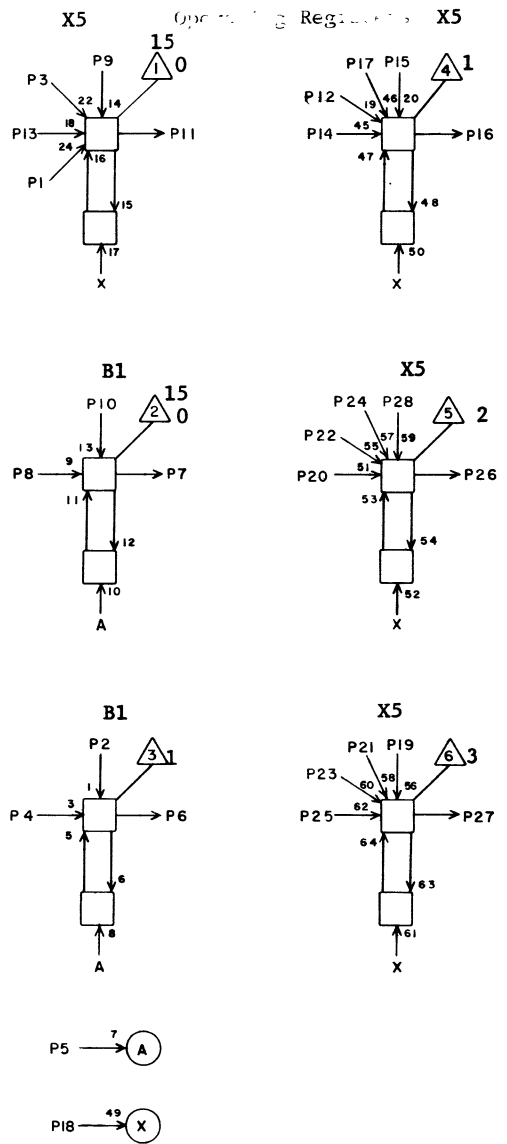 X5 X5
15
P9 1 0
P3 22 14
P13 18 P11
24 16
P1
15
17
X
P17 P15 4 1
P12 19 46 20
P14 45 P16
47
48
50
X
B1
15
P10 2 0
13
P8 9 P7
11
12
10
A
X5
P24 P28 5 2
P22 55 57 59
P20 51 P26
53
54
52
X
B1
P2 3 1
1
P4 3 P6
5
6
8
A
X5
P21 P19 6 3
P23 60 58 56
P25 62 P27
64
63
61
X
P5 7 A
P18 49 X